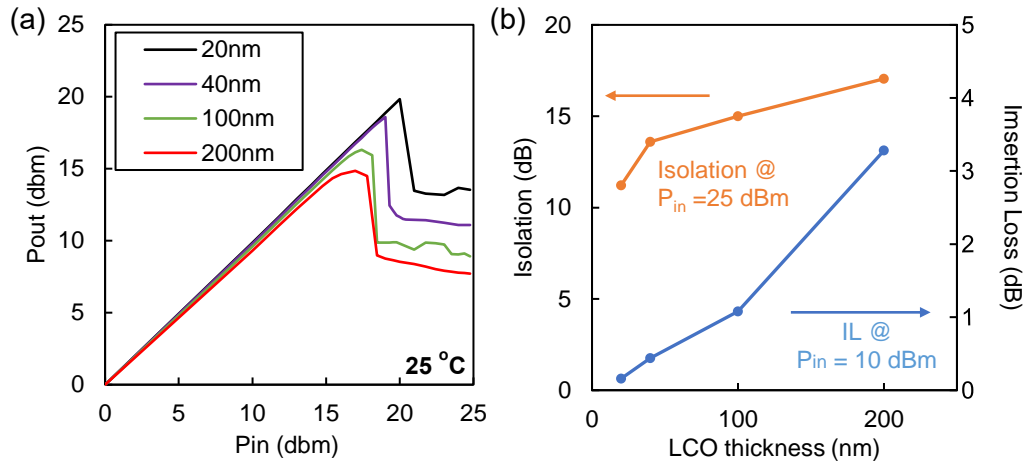 (a)
25
20
15
10
5
0
Pout (dbm)
20nm
40nm
100nm
200nm
25 °C
0 5 10 15 20 25
Pin (dbm)
(b)
20
15
10
5
0
Isolation (dB)
Isolation @
Pin =25 dBm
IL @
Pin = 10 dBm
5
4
3
2
1
0
Imsertion Loss
(dB)
0 100 200
LCO thickness (nm)